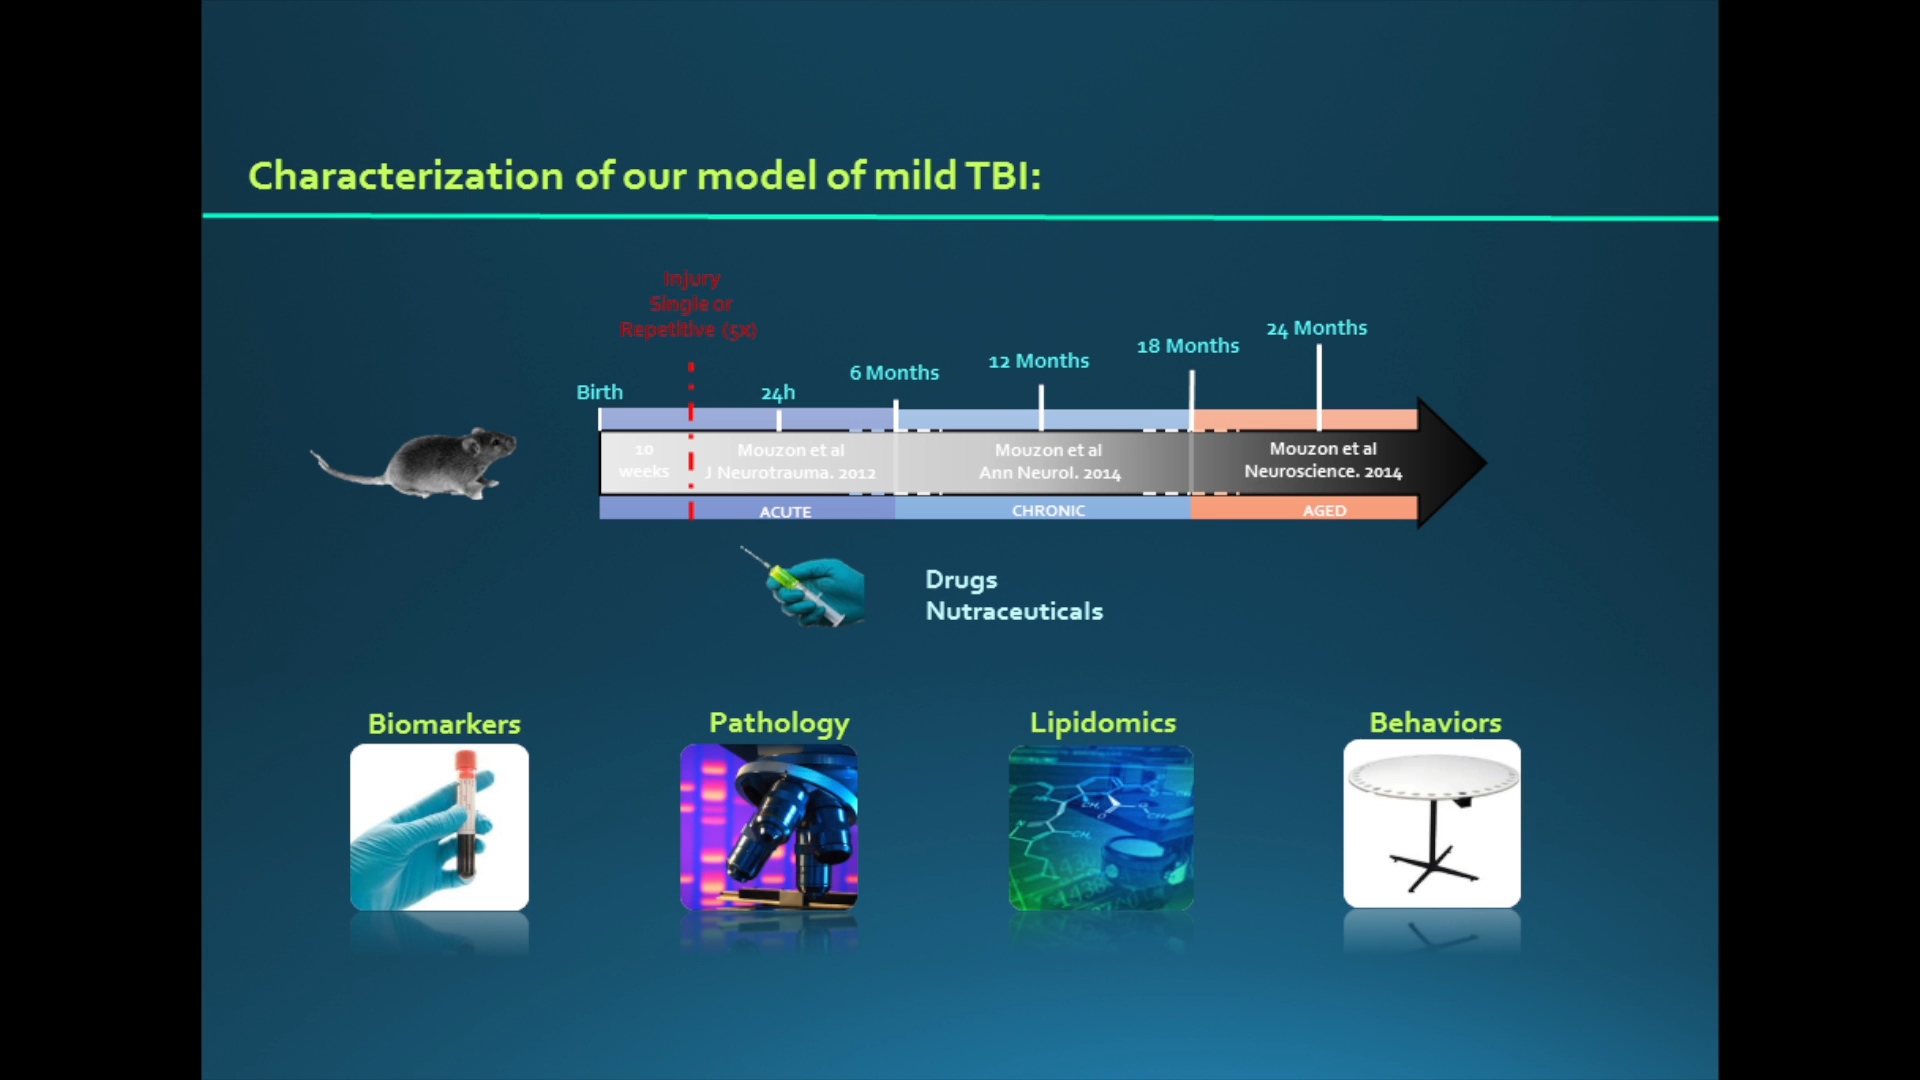 Characterization of our model of mild TBI:
Injury
Single or
Repetitive (5x)
Birth
24h
6 Months
12 Months
18 Months
24 Months
10
weeks
Mouzon et al
J Neurotrauma. 2012
Mouzon et al
Ann Neurol. 2014
Mouzon et al
Neuroscience. 2014
ACUTE
CHRONIC
AGED
Drugs
Nutraceuticals
Biomarkers
Pathology
Lipidomics
Behaviors